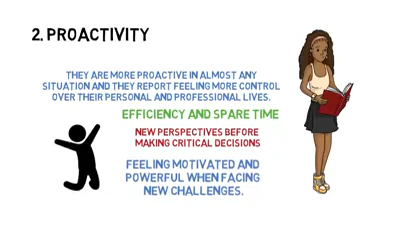 2. PROACTIVITY
THEY ARE MORE PROACTIVE IN ALMOST ANY
SITUATION AND THEY REPORT FEELING MORE CONTROL
OVER THEIR PERSONAL AND PROFESSIONAL LIVES.
EFFICIENCY AND SPARE TIME
NEW PERSPECTIVES BEFORE
MAKING CRITICAL DECISIONS
FEELING MOTIVATED AND
POWERFUL WHEN FACING
NEW CHALLENGES.